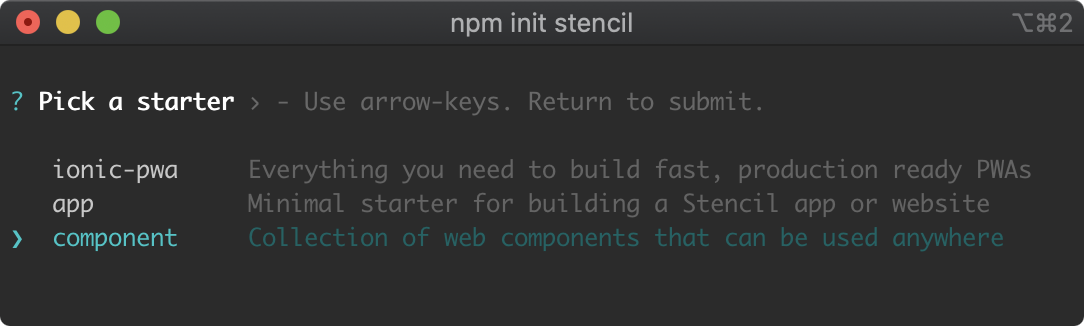 npm init stencil ⌥⌘2
? Pick a starter › - Use arrow-keys. Return to submit.
ionic-pwa Everything you need to build fast, production ready PWAs
app Minimal starter for building a Stencil app or website
❯ component Collection of web components that can be used anywhere